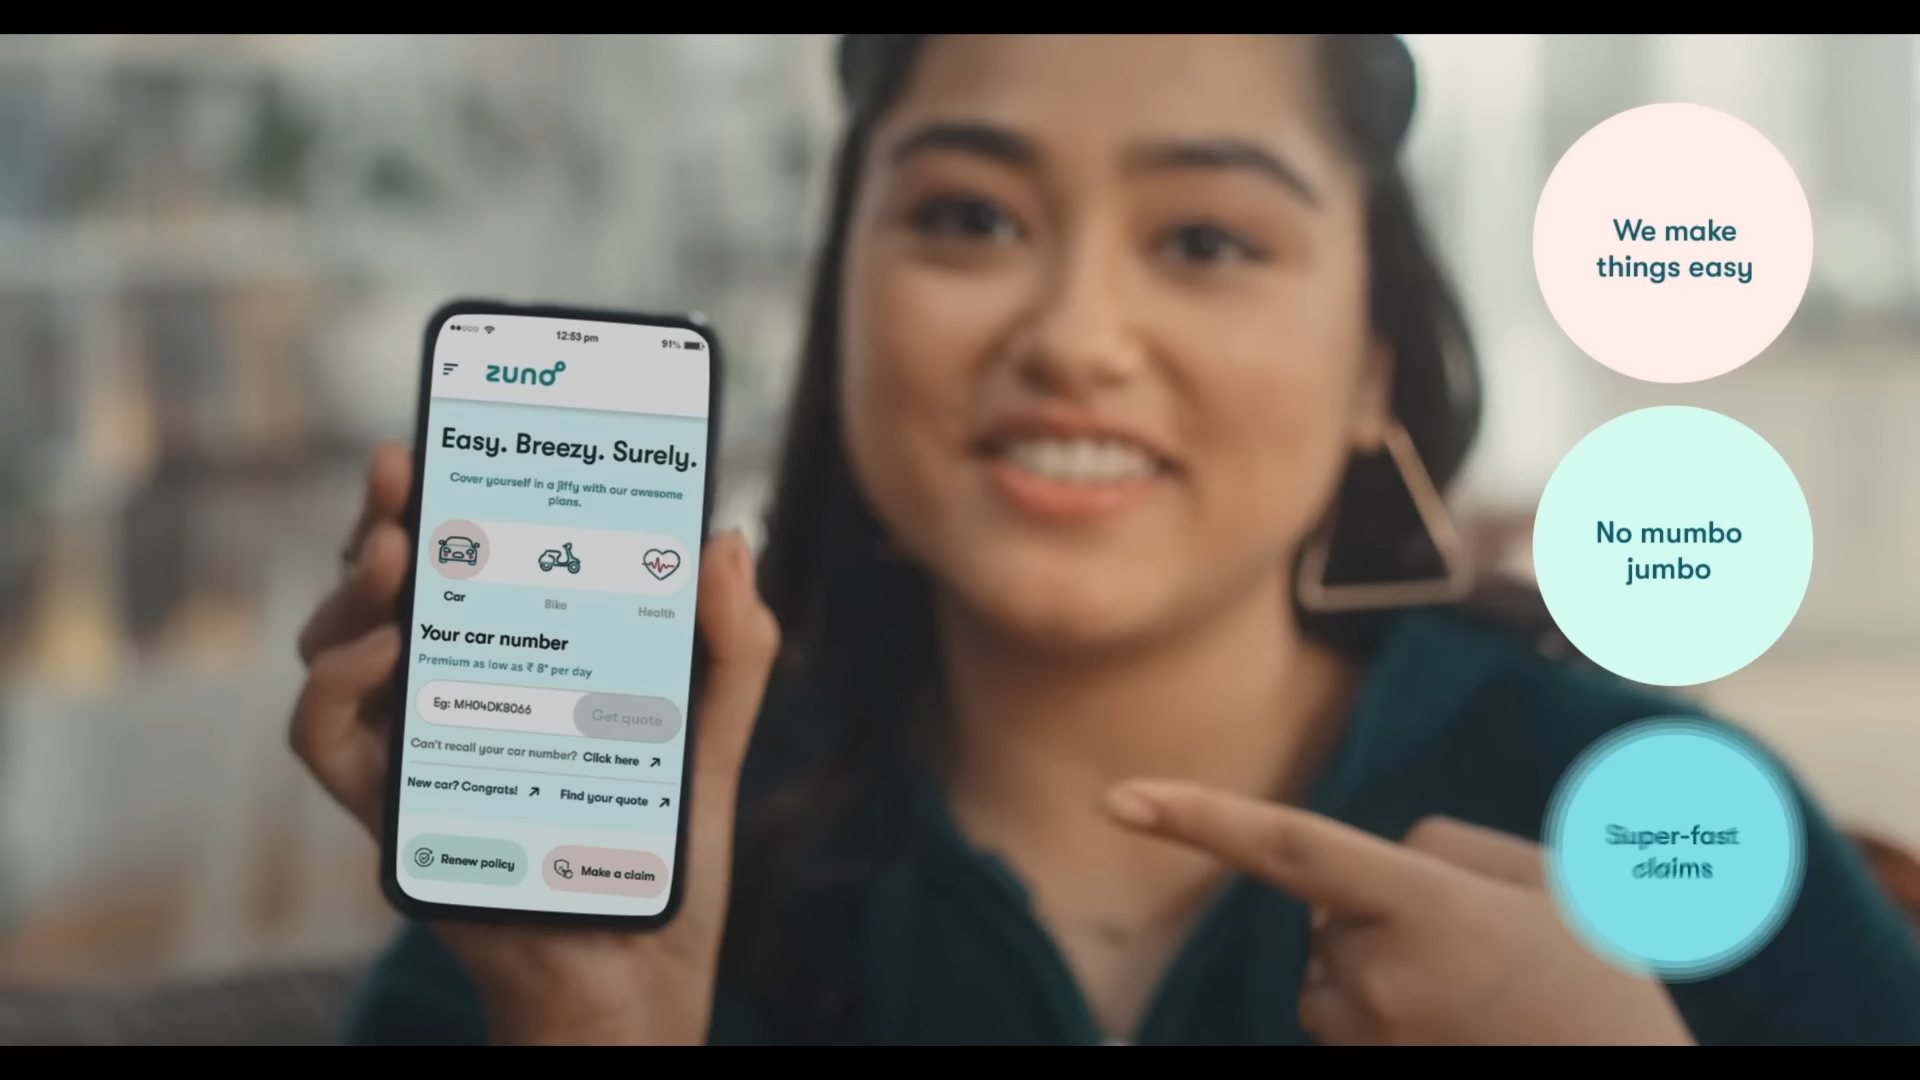 12:53 pm
91%
zuno
Easy. Breezy. Surely.
Cover yourself in a jiffy with our awesome
plans.
Car
Bike
Health
Your car number
Premium as low as ₹ 8* per day
Eg: MH04DK8066
Get quote
Can't recall your car number? Click here
New car? Congrats!
Find your quote
Renew policy
Make a claim
We make
things easy
No mumbo
jumbo
Super-fast
claims